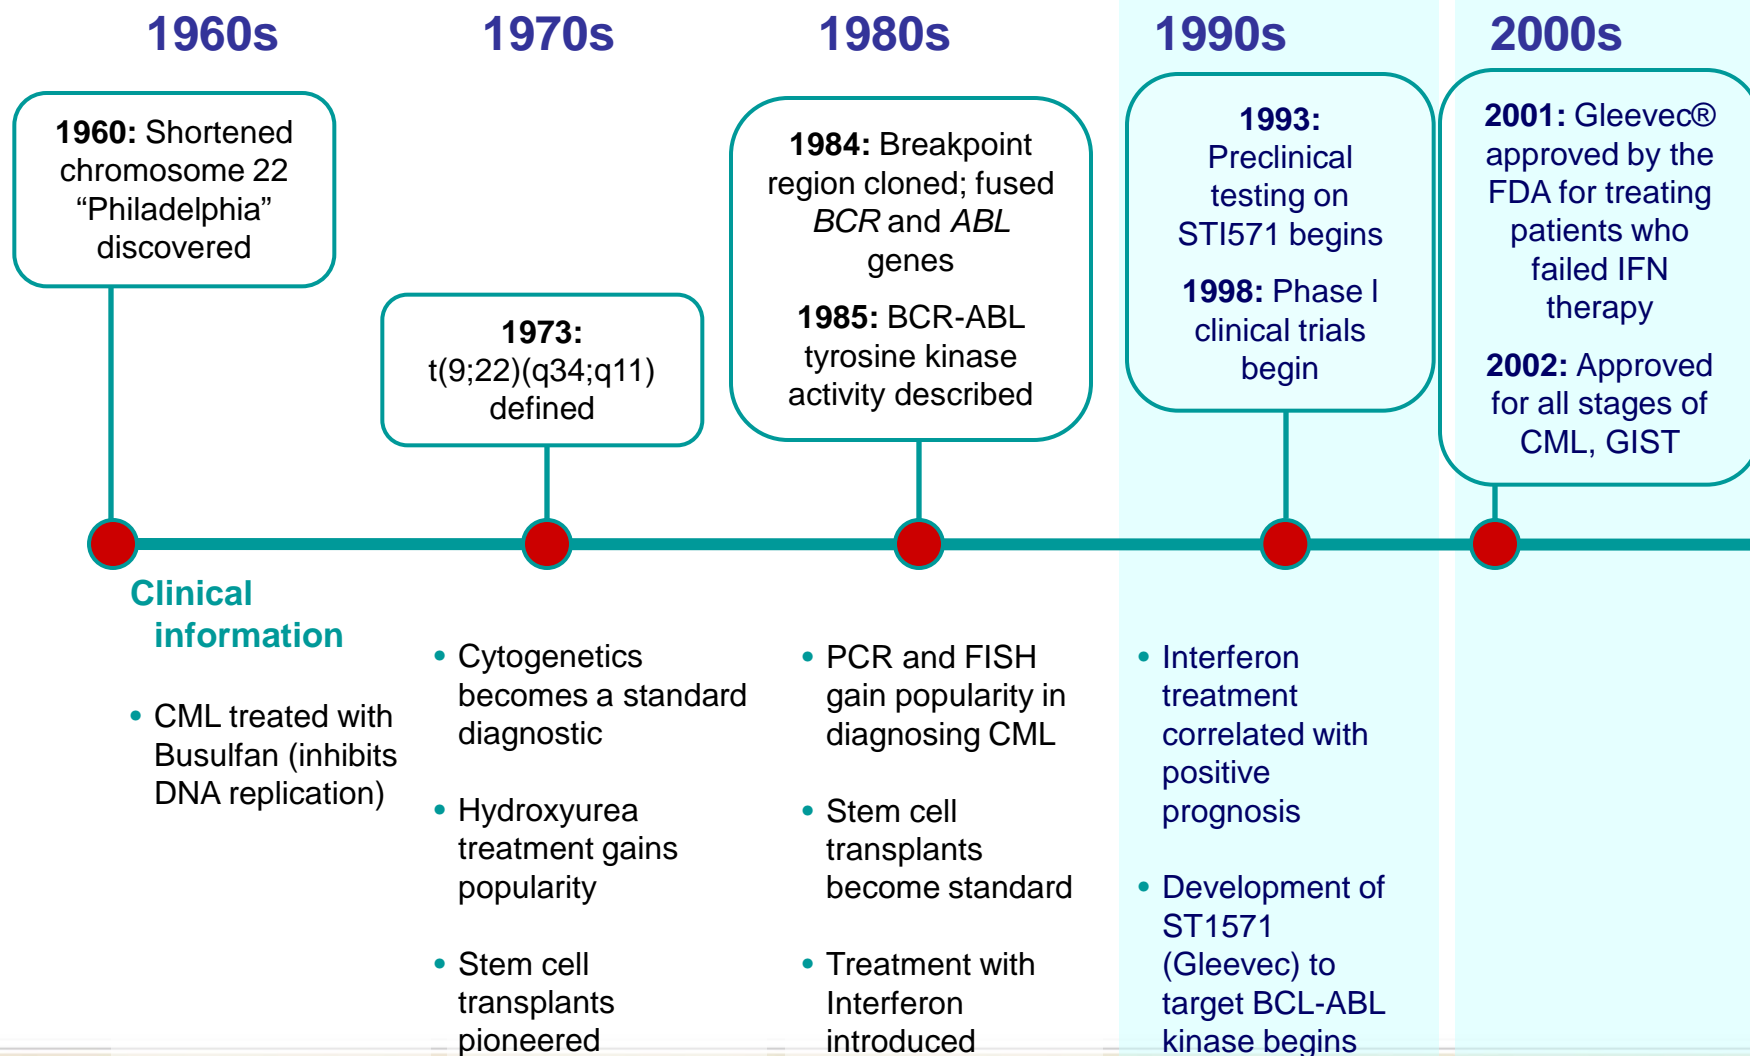 1960s
1970s
1980s
1990s
2000s
1960: Shortened
chromosome 22
“Philadelphia”
discovered
1973:
t(9;22)(q34;q11)
defined
1984: Breakpoint
region cloned; fused
BCR and ABL
genes
1985: BCR-ABL
tyrosine kinase
activity described
1993:
Preclinical
testing on
STI571 begins
1998: Phase I
clinical trials
begin
2001: Gleevec®
approved by the
FDA for treating
patients who
failed IFN
therapy
2002: Approved
for all stages of
CML, GIST
Clinical
information
• CML treated with
Busulfan (inhibits
DNA replication)
• Cytogenetics
becomes a standard
diagnostic
• Hydroxyurea
treatment gains
popularity
• Stem cell
transplants
pioneered
• PCR and FISH
gain popularity in
diagnosing CML
• Stem cell
transplants
become standard
• Treatment with
Interferon
introduced
• Interferon
treatment
correlated with
positive
prognosis
• Development of
ST1571
(Gleevec) to
target BCL-ABL
kinase begins